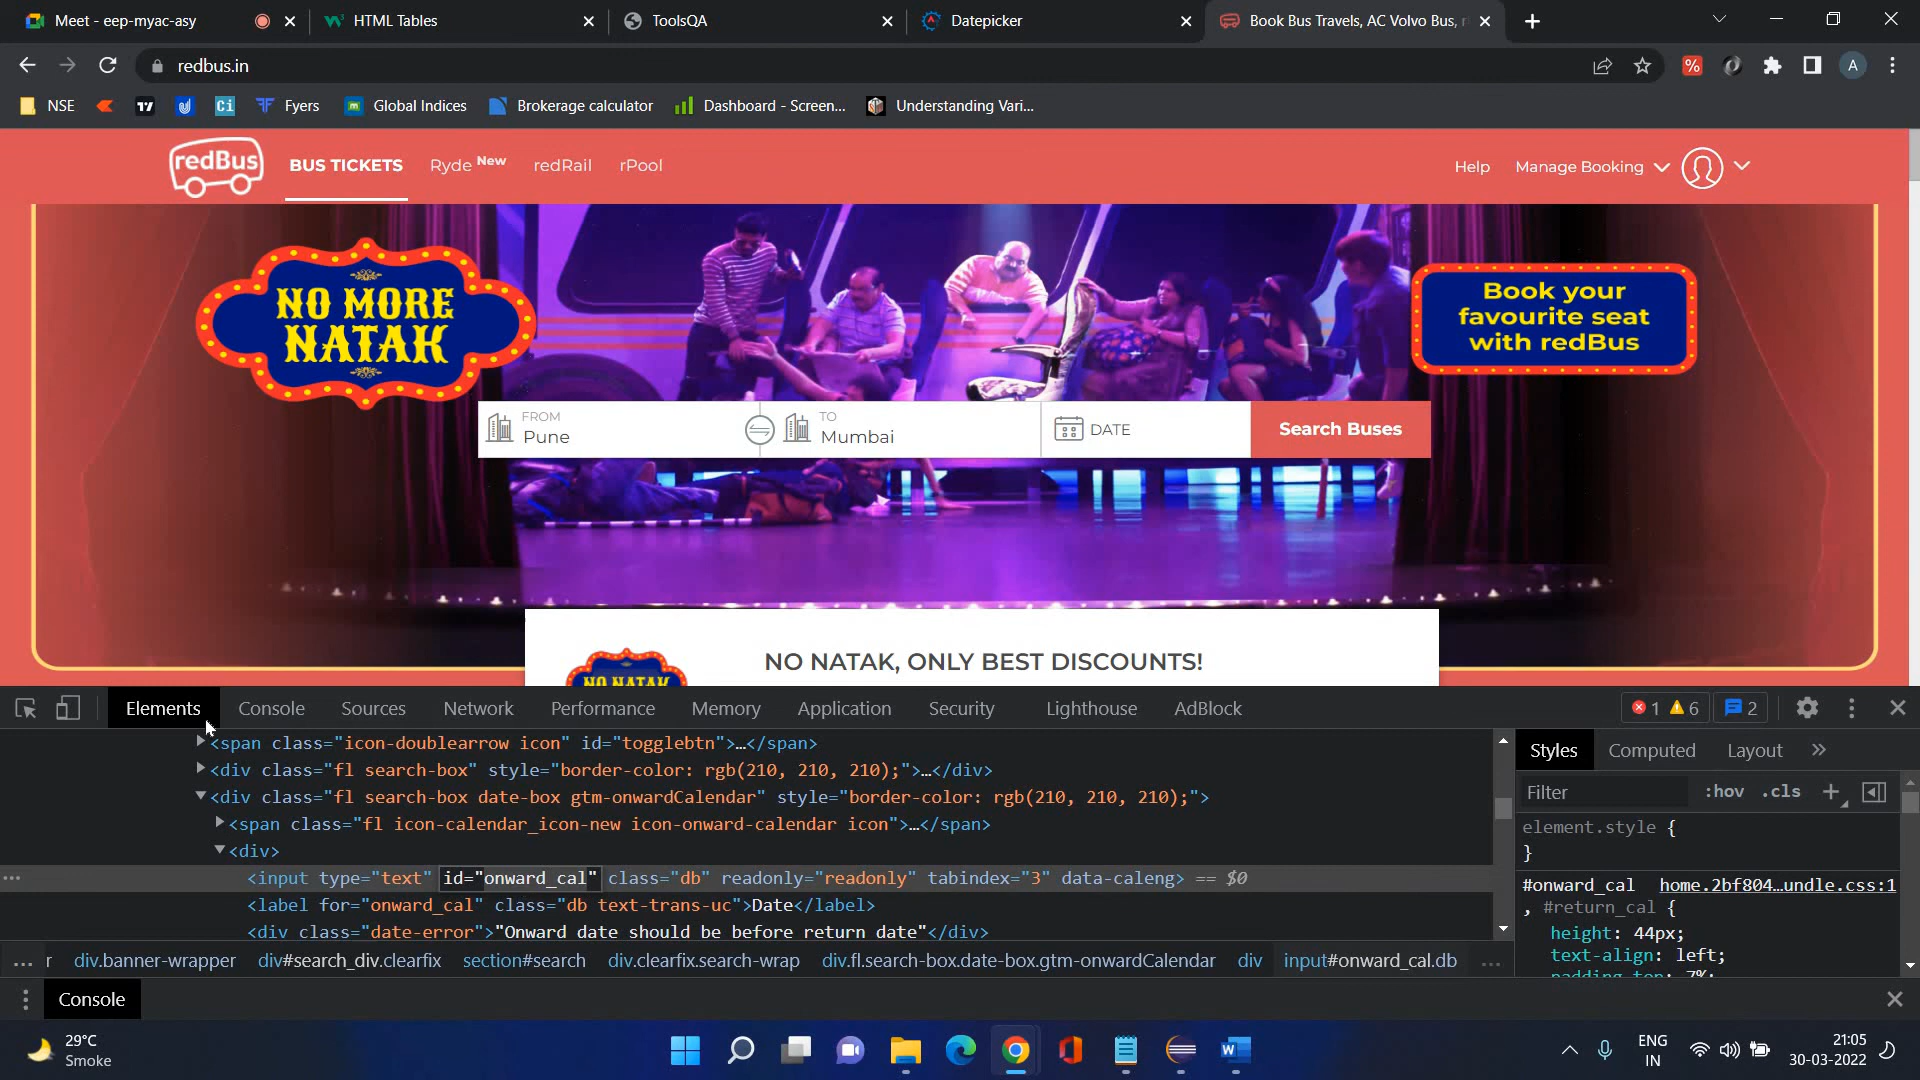 Meet - eep-myac-asy
HTML Tables
ToolsQA
Datepicker
Book Bus Travels, AC Volvo Bus, r
redbus.in
A
NSE
Ci
Fyers
Global Indices
Brokerage calculator
Dashboard - Screen...
Understanding Vari...
redBus
BUS TICKETS
Ryde New
redRail
rPool
Help
Manage Booking
NO MORE
NATAK
Book your
favourite seat
with redBus
FROM
Pune
TO
Mumbai
DATE
Search Buses
NO NATAK, ONLY BEST DISCOUNTS!
NO NATAK
Elements
Console
Sources
Network
Performance
Memory
Application
Security
Lighthouse
AdBlock
1
6
2
<span class="icon-doublearrow icon" id="togglebtn">…</span>
<div class="fl search-box" style="border-color: rgb(210, 210, 210);">…</div>
<div class="fl search-box date-box gtm-onwardCalendar" style="border-color: rgb(210, 210, 210);">
<span class="fl icon-calendar_icon-new icon-onward-calendar icon">…</span>
<div>
<input type="text" id="onward_cal" class="db" readonly="readonly" tabindex="3" data-caleng> == $0
<label for="onward_cal" class="db text-trans-uc">Date</label>
<div class="date-error">"Onward date should be before return date"</div>
... r div.banner-wrapper div#search_div.clearfix section#search div.clearfix.search-wrap div.fl.search-box.date-box.gtm-onwardCalendar div input#onward_cal.db ...
Styles
Computed
Layout
Filter
:hov .cls
element.style {
}
#onward_cal home.2bf804…undle.css:1
, #return_cal {
height: 44px;
text-align: left;
padding-top: 7%;
Console
29°C
Smoke
ENG
IN
21:05
30-03-2022